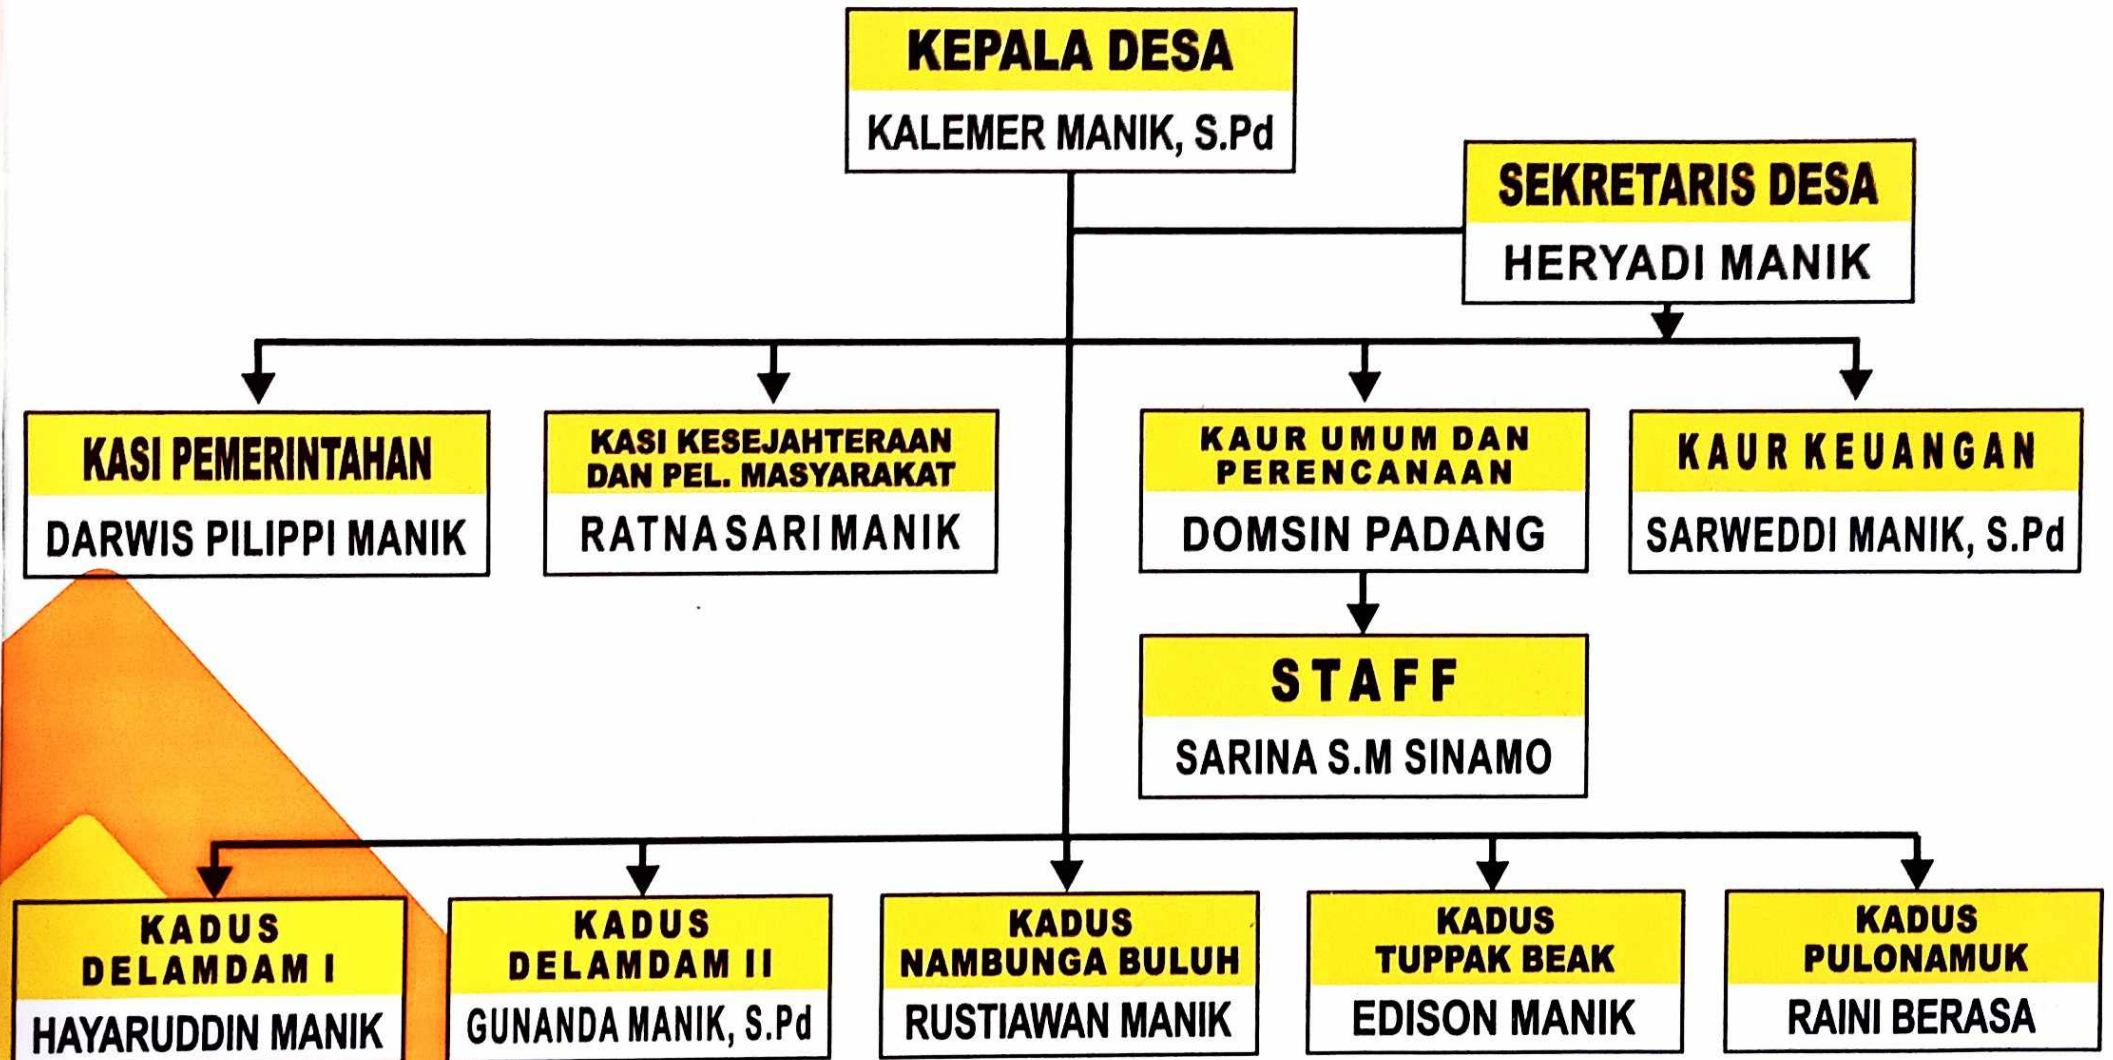 KEPALA DESA
KALEMER MANIK, S.Pd
SEKRETARIS DESA
HERYADI MANIK
KASI PEMERINTAHAN
DARWIS PILIPPI MANIK
KASI KESEJAHTERAAN
DAN PEL. MASYARAKAT
RATNA SARI MANIK
KAUR UMUM DAN
PERENCANAAN
DOMSIN PADANG
KAUR KEUANGAN
SARWEDDI MANIK, S.Pd
STAFF
SARINA S.M SINAMO
KADUS
DELAMDAM I
HAYARUDDIN MANIK
KADUS
DELAMDAM II
GUNANDA MANIK, S.Pd
KADUS
NAMBUNGA BULUH
RUSTIAWAN MANIK
KADUS
TUPPAK BEAK
EDISON MANIK
KADUS
PULONAMUK
RAINI BERASA